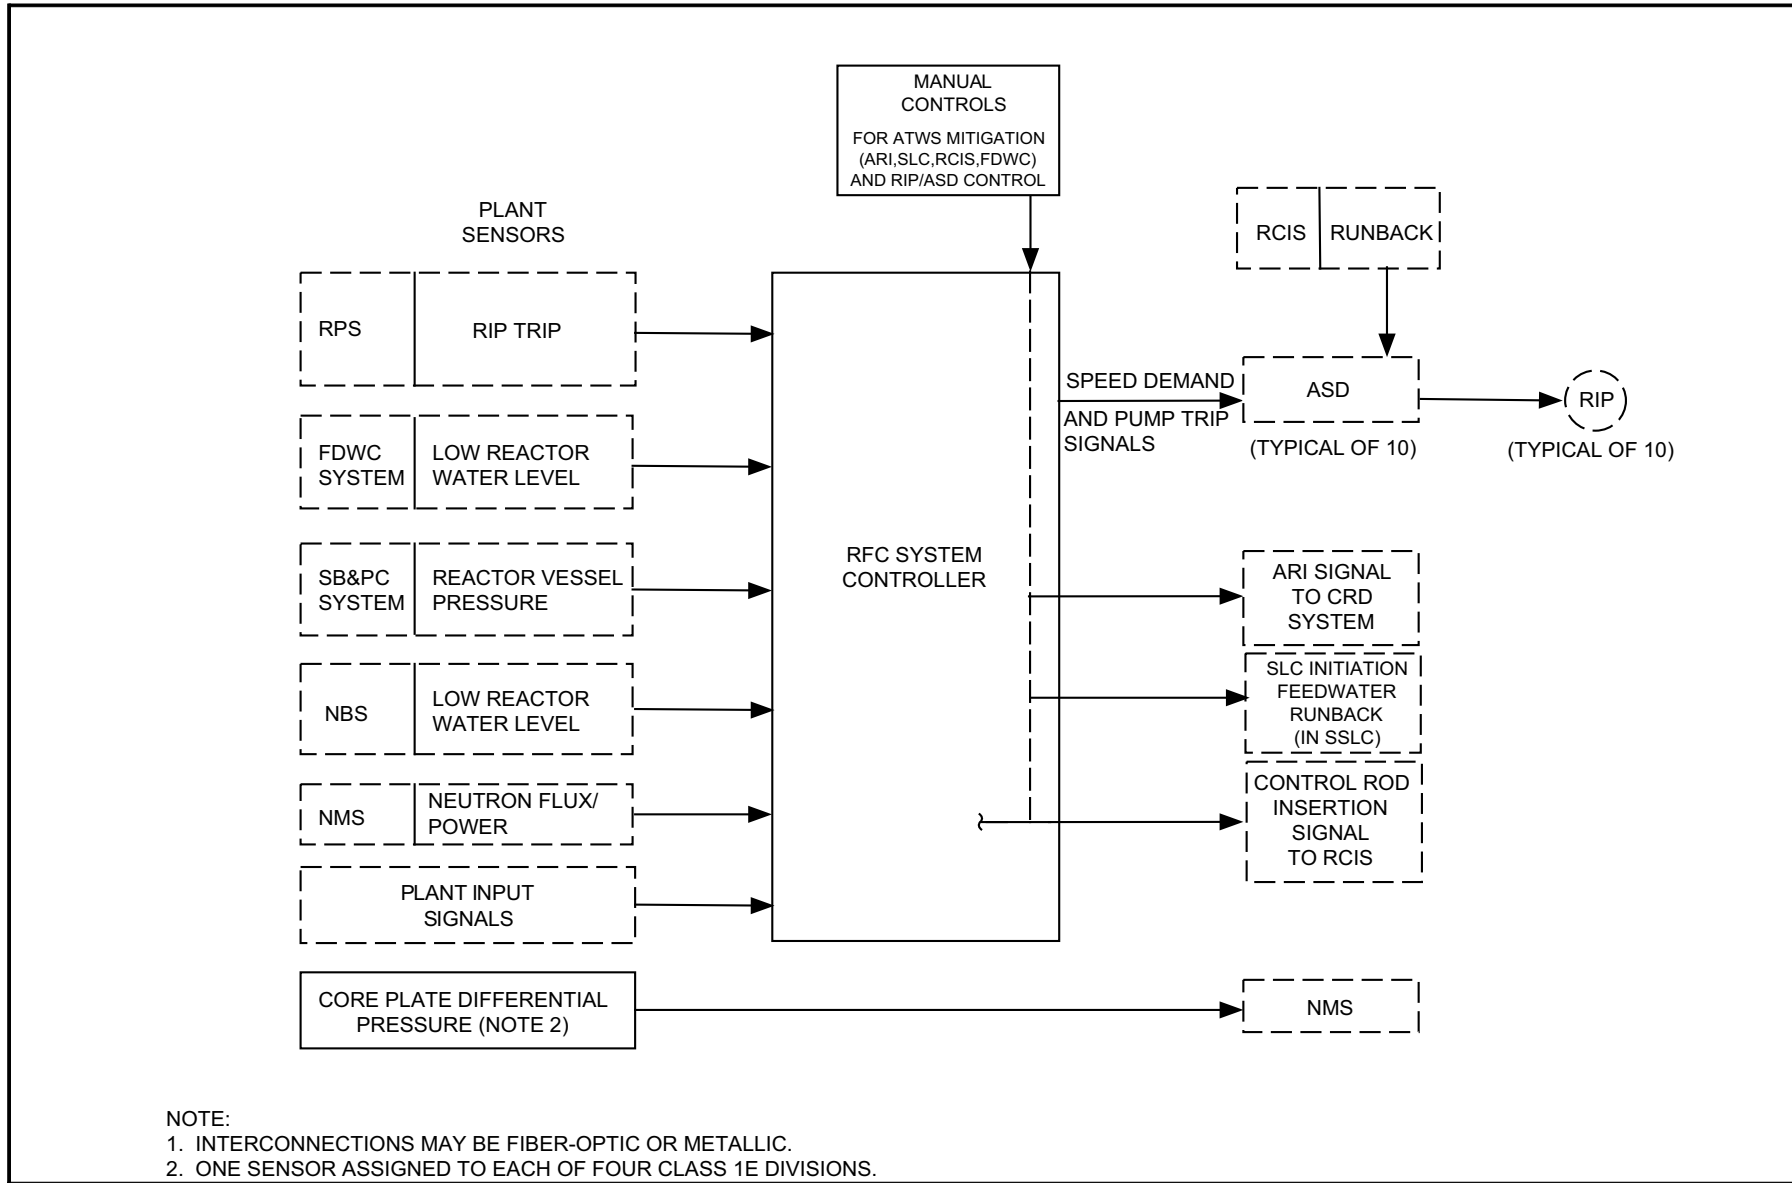 MANUAL
CONTROLS
FOR ATWS MITIGATION
(ARI,SLC,RCIS,FDWC)
AND RIP/ASD CONTROL
PLANT
SENSORS
RCIS
RUNBACK
RPS
RIP TRIP
FDWC
SYSTEM
LOW REACTOR
WATER LEVEL
SB&PC
SYSTEM
REACTOR VESSEL
PRESSURE
NBS
LOW REACTOR
WATER LEVEL
NMS
NEUTRON FLUX/
POWER
PLANT INPUT
SIGNALS
CORE PLATE DIFFERENTIAL
PRESSURE (NOTE 2)
RFC SYSTEM
CONTROLLER
SPEED DEMAND
AND PUMP TRIP
SIGNALS
ASD
(TYPICAL OF 10)
RIP
(TYPICAL OF 10)
ARI SIGNAL
TO CRD
SYSTEM
SLC INITIATION
FEEDWATER
RUNBACK
(IN SSLC)
CONTROL ROD
INSERTION
SIGNAL
TO RCIS
NMS
NOTE:
1. INTERCONNECTIONS MAY BE FIBER-OPTIC OR METALLIC.
2. ONE SENSOR ASSIGNED TO EACH OF FOUR CLASS 1E DIVISIONS.